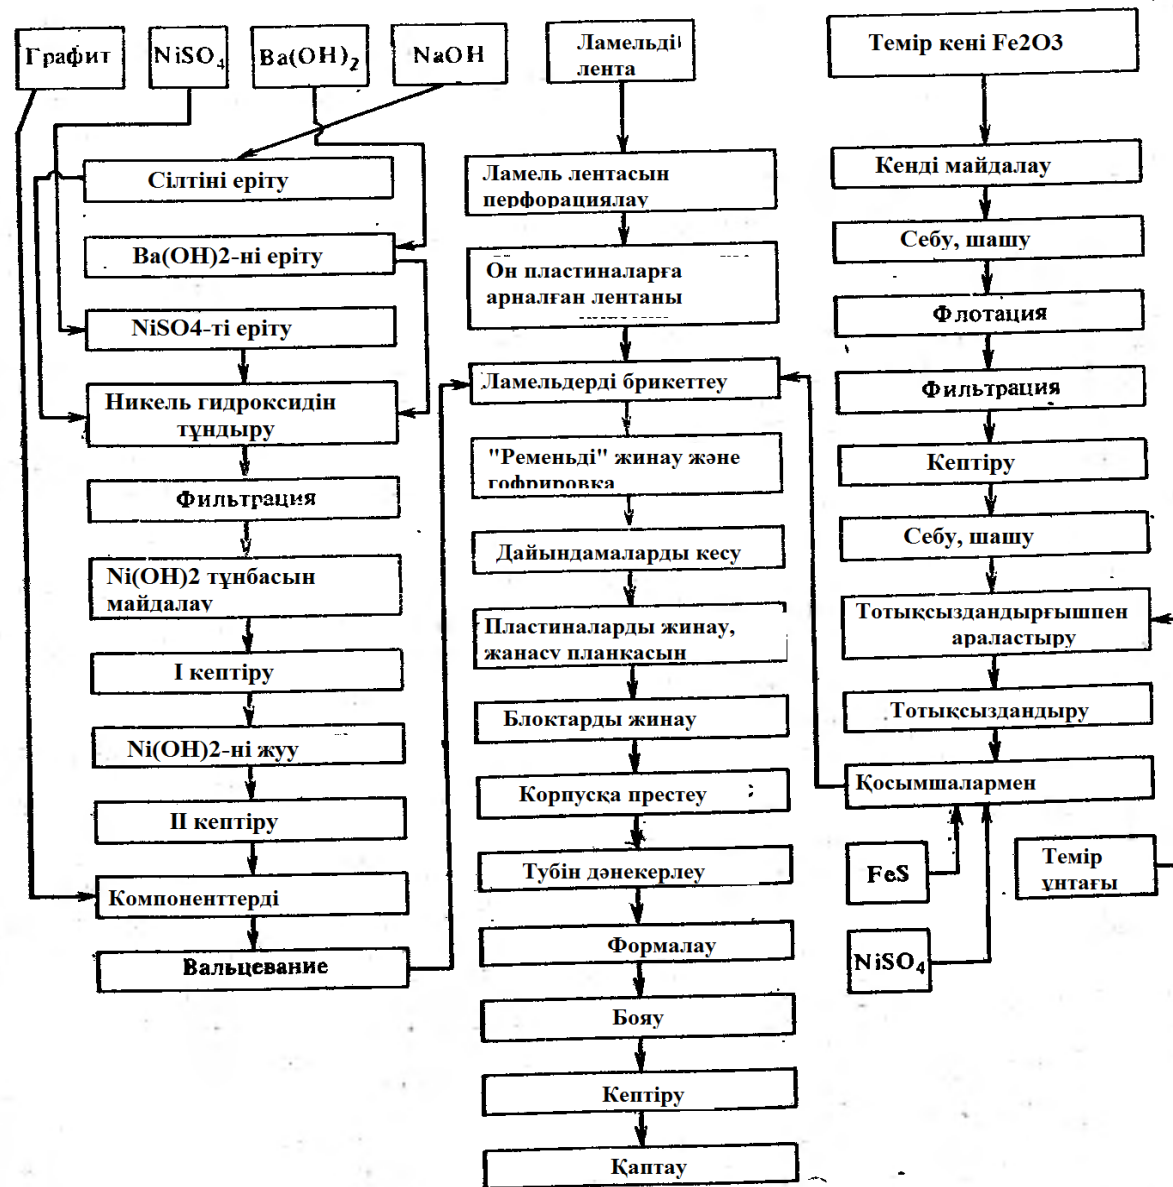 Графит
NiSO4
Ba(OH)2
NaOH
Сілтіні еріту
Ba(OH)2-ні еріту
NiSO4-ті еріту
Никель гидроксидін
тұндыру
Фильтрация
Ni(OH)2 тұнбасын
майдалау
I кептіру
Ni(OH)2-ні жуу
II кептіру
Компоненттерді
Вальцевание
Ламельді
лента
Ламель лентасын
перфорациялау
Он пластиналарға
арналған лентаны
Ламельдерді брикеттеу
"Ременьді" жинау және
гофрировка
Дайындамаларды кесу
Пластиналарды жинау,
жанасу планқасын
Блоктарды жинау
Корпусқа престеу
Тубін дәнекерлеу
Формалау
Бояу
Кептіру
Қаптау
Темір кені Fe2O3
Кенді майдалау
Себу, шашу
Флотация
Фильтрация
Кептіру
Себу, шашу
Тотықсыздандырғышпен
араластыру
Тотықсыздандыру
Қосымшалармен
FeS
NiSO4
Темір
ұнтағы